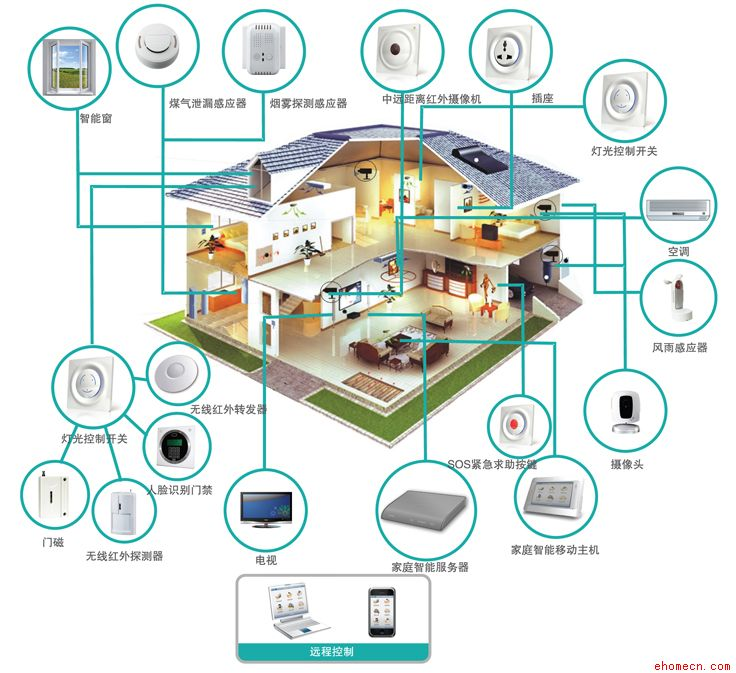 智能窗
煤气泄漏感应器
烟雾探测感应器
中远距离红外摄像机
插座
灯光控制开关
空调
风雨感应器
摄像头
无线红外转发器
灯光控制开关
人脸识别门禁
门磁
无线红外探测器
电视
家庭智能服务器
SOS紧急求助按键
家庭智能移动主机
远程控制
ehomecn.com